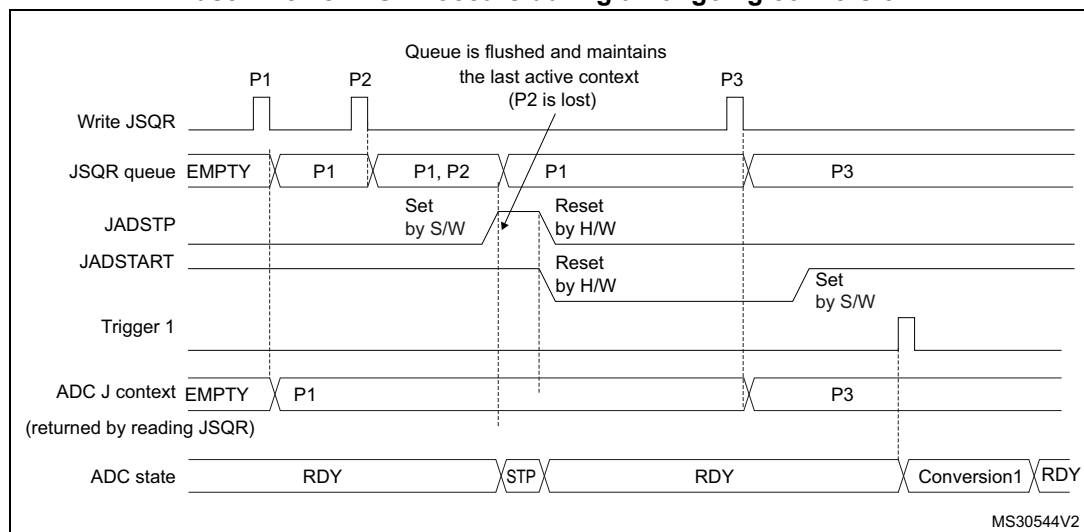 Queue is flushed and maintains
the last active context
(P2 is lost)
P1 P2 P3
Write JSQR
JSQR queue EMPTY P1 P1, P2 P1 P3
Set
by S/W
Reset
by H/W
JADSTP
JADSTART
Reset
by H/W
Set
by S/W
Trigger 1
ADC J context EMPTY P1 P3
(returned by reading JSQR)
ADC state RDY STP RDY Conversion1 RDY
MS30544V2